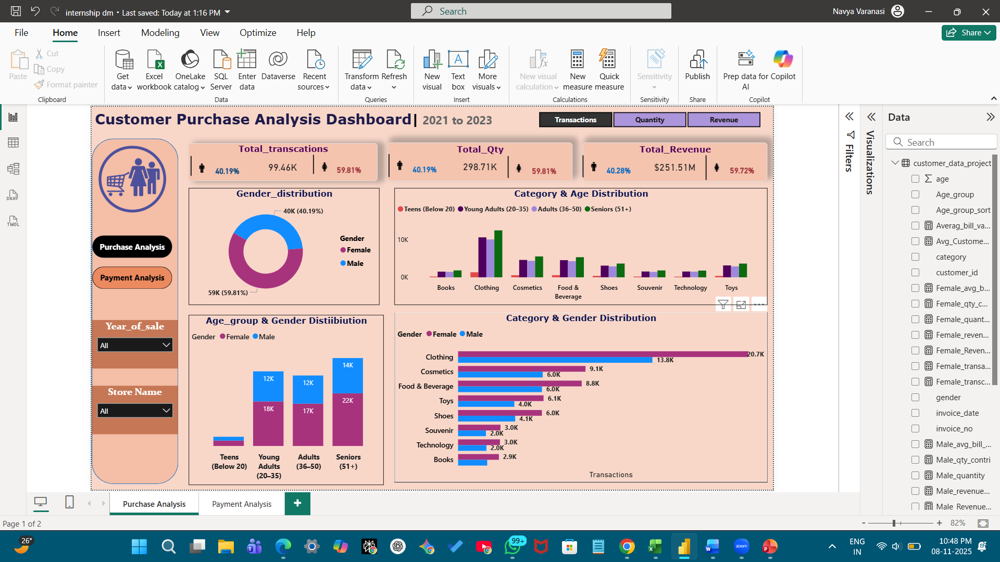 internship dm • Last saved: Today at 1:16 PM
Search
Navya Varanasi
File
Home
Insert
Modeling
View
Optimize
Help
Share
Paste
Cut
Copy
Format painter
Clipboard
Get data
Excel workbook
OneLake catalog
SQL Server
Enter data
Dataverse
Recent sources
Data
Transform data
Refresh
Queries
New visual
Text box
More visuals
Insert
New visual calculation
New measure
Quick measure
Calculations
Sensitivity
Sensitivity
Publish
Share
Prep data for AI
Copilot
Copilot
DAX
TMDL
Customer Purchase Analysis Dashboard| 2021 to 2023
Transactions
Quantity
Revenue
Total_transcations
40.19%
99.46K
59.81%
Total_Qty
40.19%
298.71K
59.81%
Total_Revenue
40.28%
$251.51M
59.72%
Purchase Analysis
Payment Analysis
Year_of_sale
All
Store Name
All
Gender_distribution
40K (40.19%)
59K (59.81%)
Gender
Female
Male
Category & Age Distribution
Teens (Below 20) Young Adults (20–35) Adults (36–50) Seniors (51+)
10K
0K
Books
Clothing
Cosmetics
Food & Beverage
Shoes
Souvenir
Technology
Toys
Age_group & Gender Distiibiution
Gender Female Male
12K
18K
12K
17K
14K
22K
Teens (Below 20)
Young Adults (20–35)
Adults (36–50)
Seniors (51+)
Category & Gender Distribution
Gender Female Male
Clothing 20.7K
13.8K
Cosmetics 9.1K
6.0K
Food & Beverage 8.8K
6.0K
Toys 6.1K
4.0K
Shoes 6.0K
4.1K
Souvenir 3.0K
2.0K
Technology 3.0K
2.0K
Books 2.9K
Transactions
Filters
Visualizations
Data
Search
customer_data_project
age
Age_group
Age_group_sort
Averag_bill_va...
Avg_Custome...
category
customer_id
Female_avg_b...
Female_qty_c...
Female_quant...
Female_reven...
Female_Reven...
Female_transa...
Female_transc...
gender
invoice_date
invoice_no
Male_avg_bill_...
Male_qty_contri
Male_quantity
Male_revenue...
Male_Revenue...
Purchase Analysis
Payment Analysis
+
Page 1 of 2
- + 82%
26°
99+
zoom
ENG
IN
10:48 PM
08-11-2025